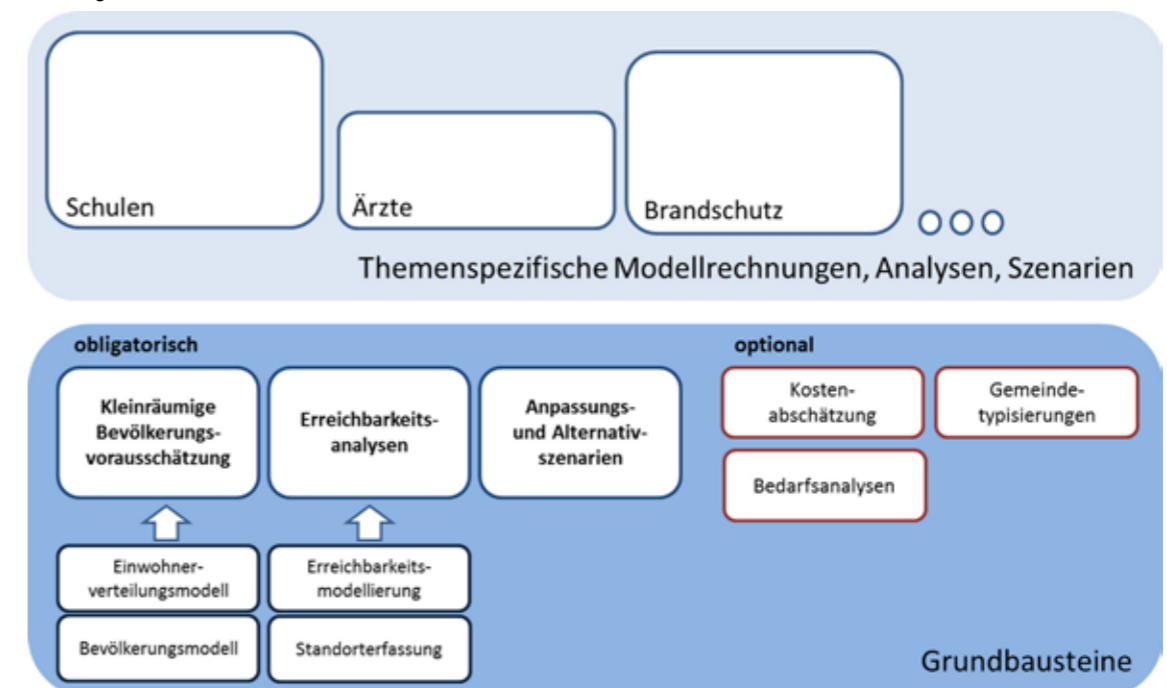 Schulen
Ärzte
Brandschutz
Themenspezifische Modellrechnungen, Analysen, Szenarien
obligatorisch
optional
Kleinräumige
Bevölkerungs-
vorausschätzung
Erreichbarkeits-
analysen
Anpassungs-
und Alternativ-
szenarien
Kosten-
abschätzung
Gemeinde-
typisierungen
Bedarfsanalysen
Einwohner-
verteilungsmodell
Erreichbarkeits-
modellierung
Bevölkerungsmodell
Standorterfassung
Grundbausteine